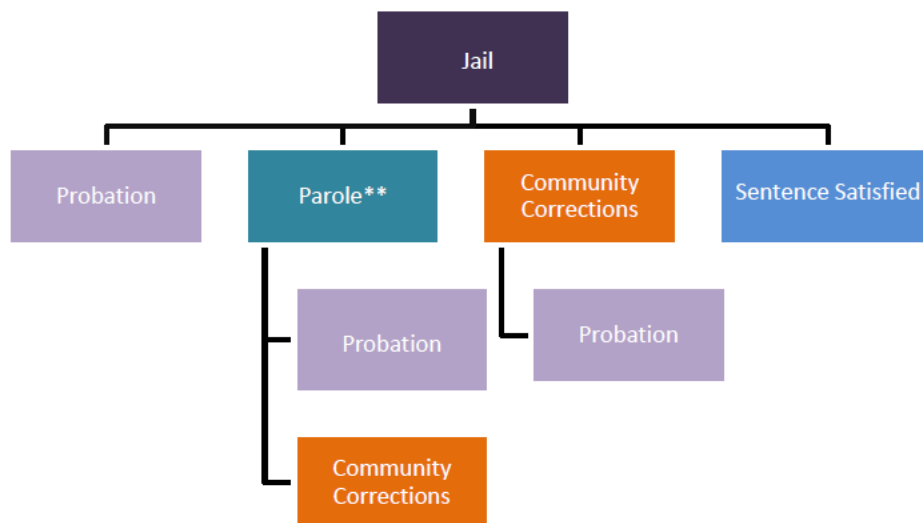 Jail
Probation
Parole**
Community
Corrections
Sentence Satisfied
Probation
Probation
Community
Corrections